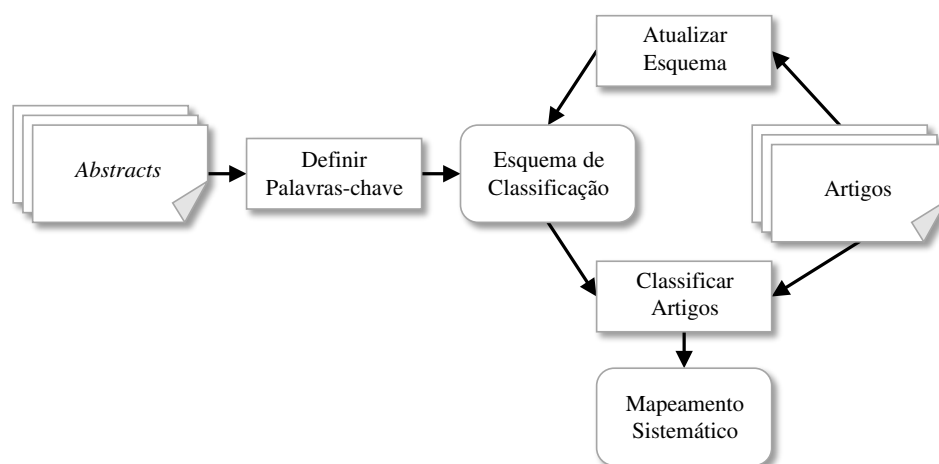 Atualizar
Esquema
Abstracts
Definir
Palavras-chave
Esquema de
Classificação
Artigos
Classificar
Artigos
Mapeamento
Sistemático